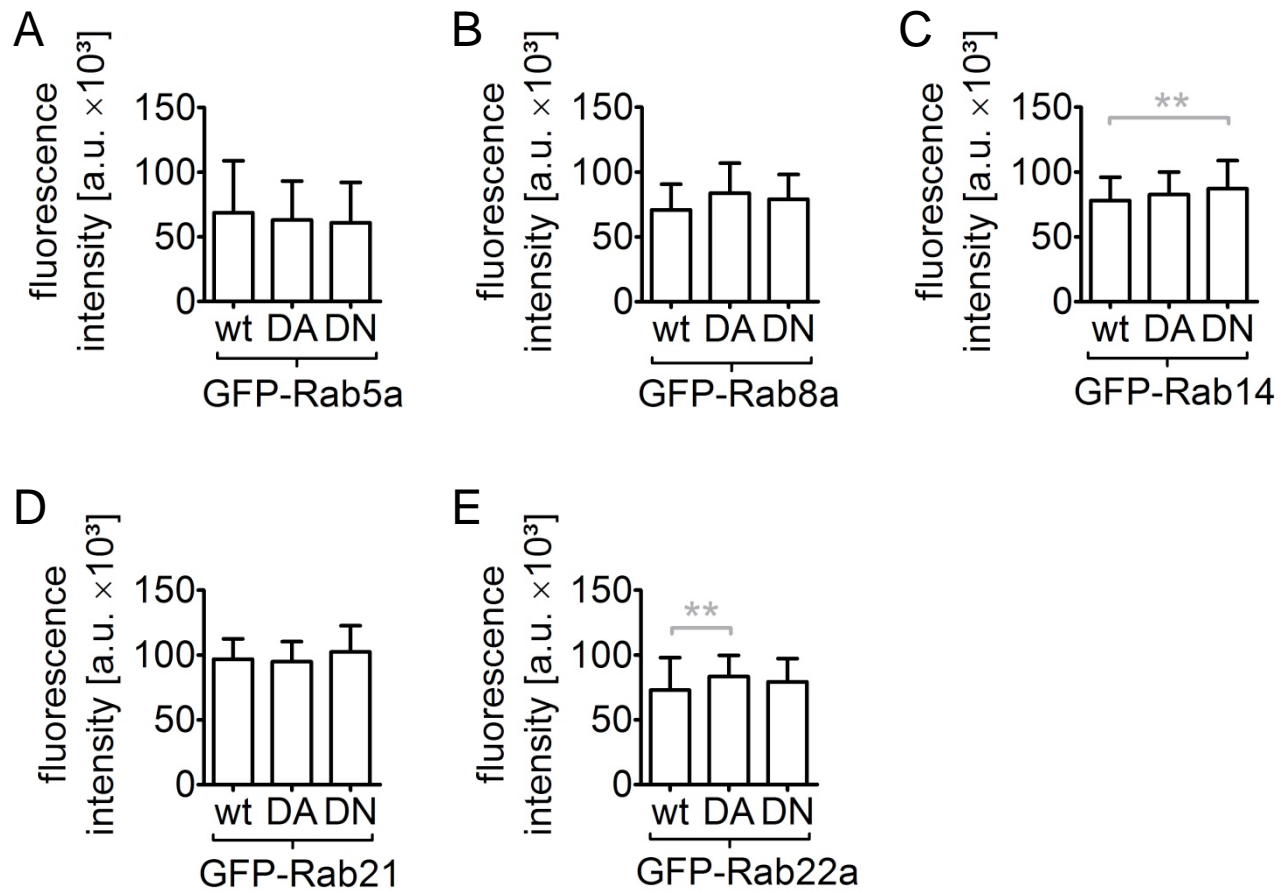 A
fluorescence
intensity [a.u. ×10³]
150
100
50
0
wt DA DN
GFP-Rab5a
B
fluorescence
intensity [a.u. ×10³]
150
100
50
0
wt DA DN
GFP-Rab8a
C
fluorescence
intensity [a.u. ×10³]
150
100
50
0
**
wt DA DN
GFP-Rab14
D
fluorescence
intensity [a.u. ×10³]
150
100
50
0
wt DA DN
GFP-Rab21
E
fluorescence
intensity [a.u. ×10³]
150
100
50
0
**
wt DA DN
GFP-Rab22a